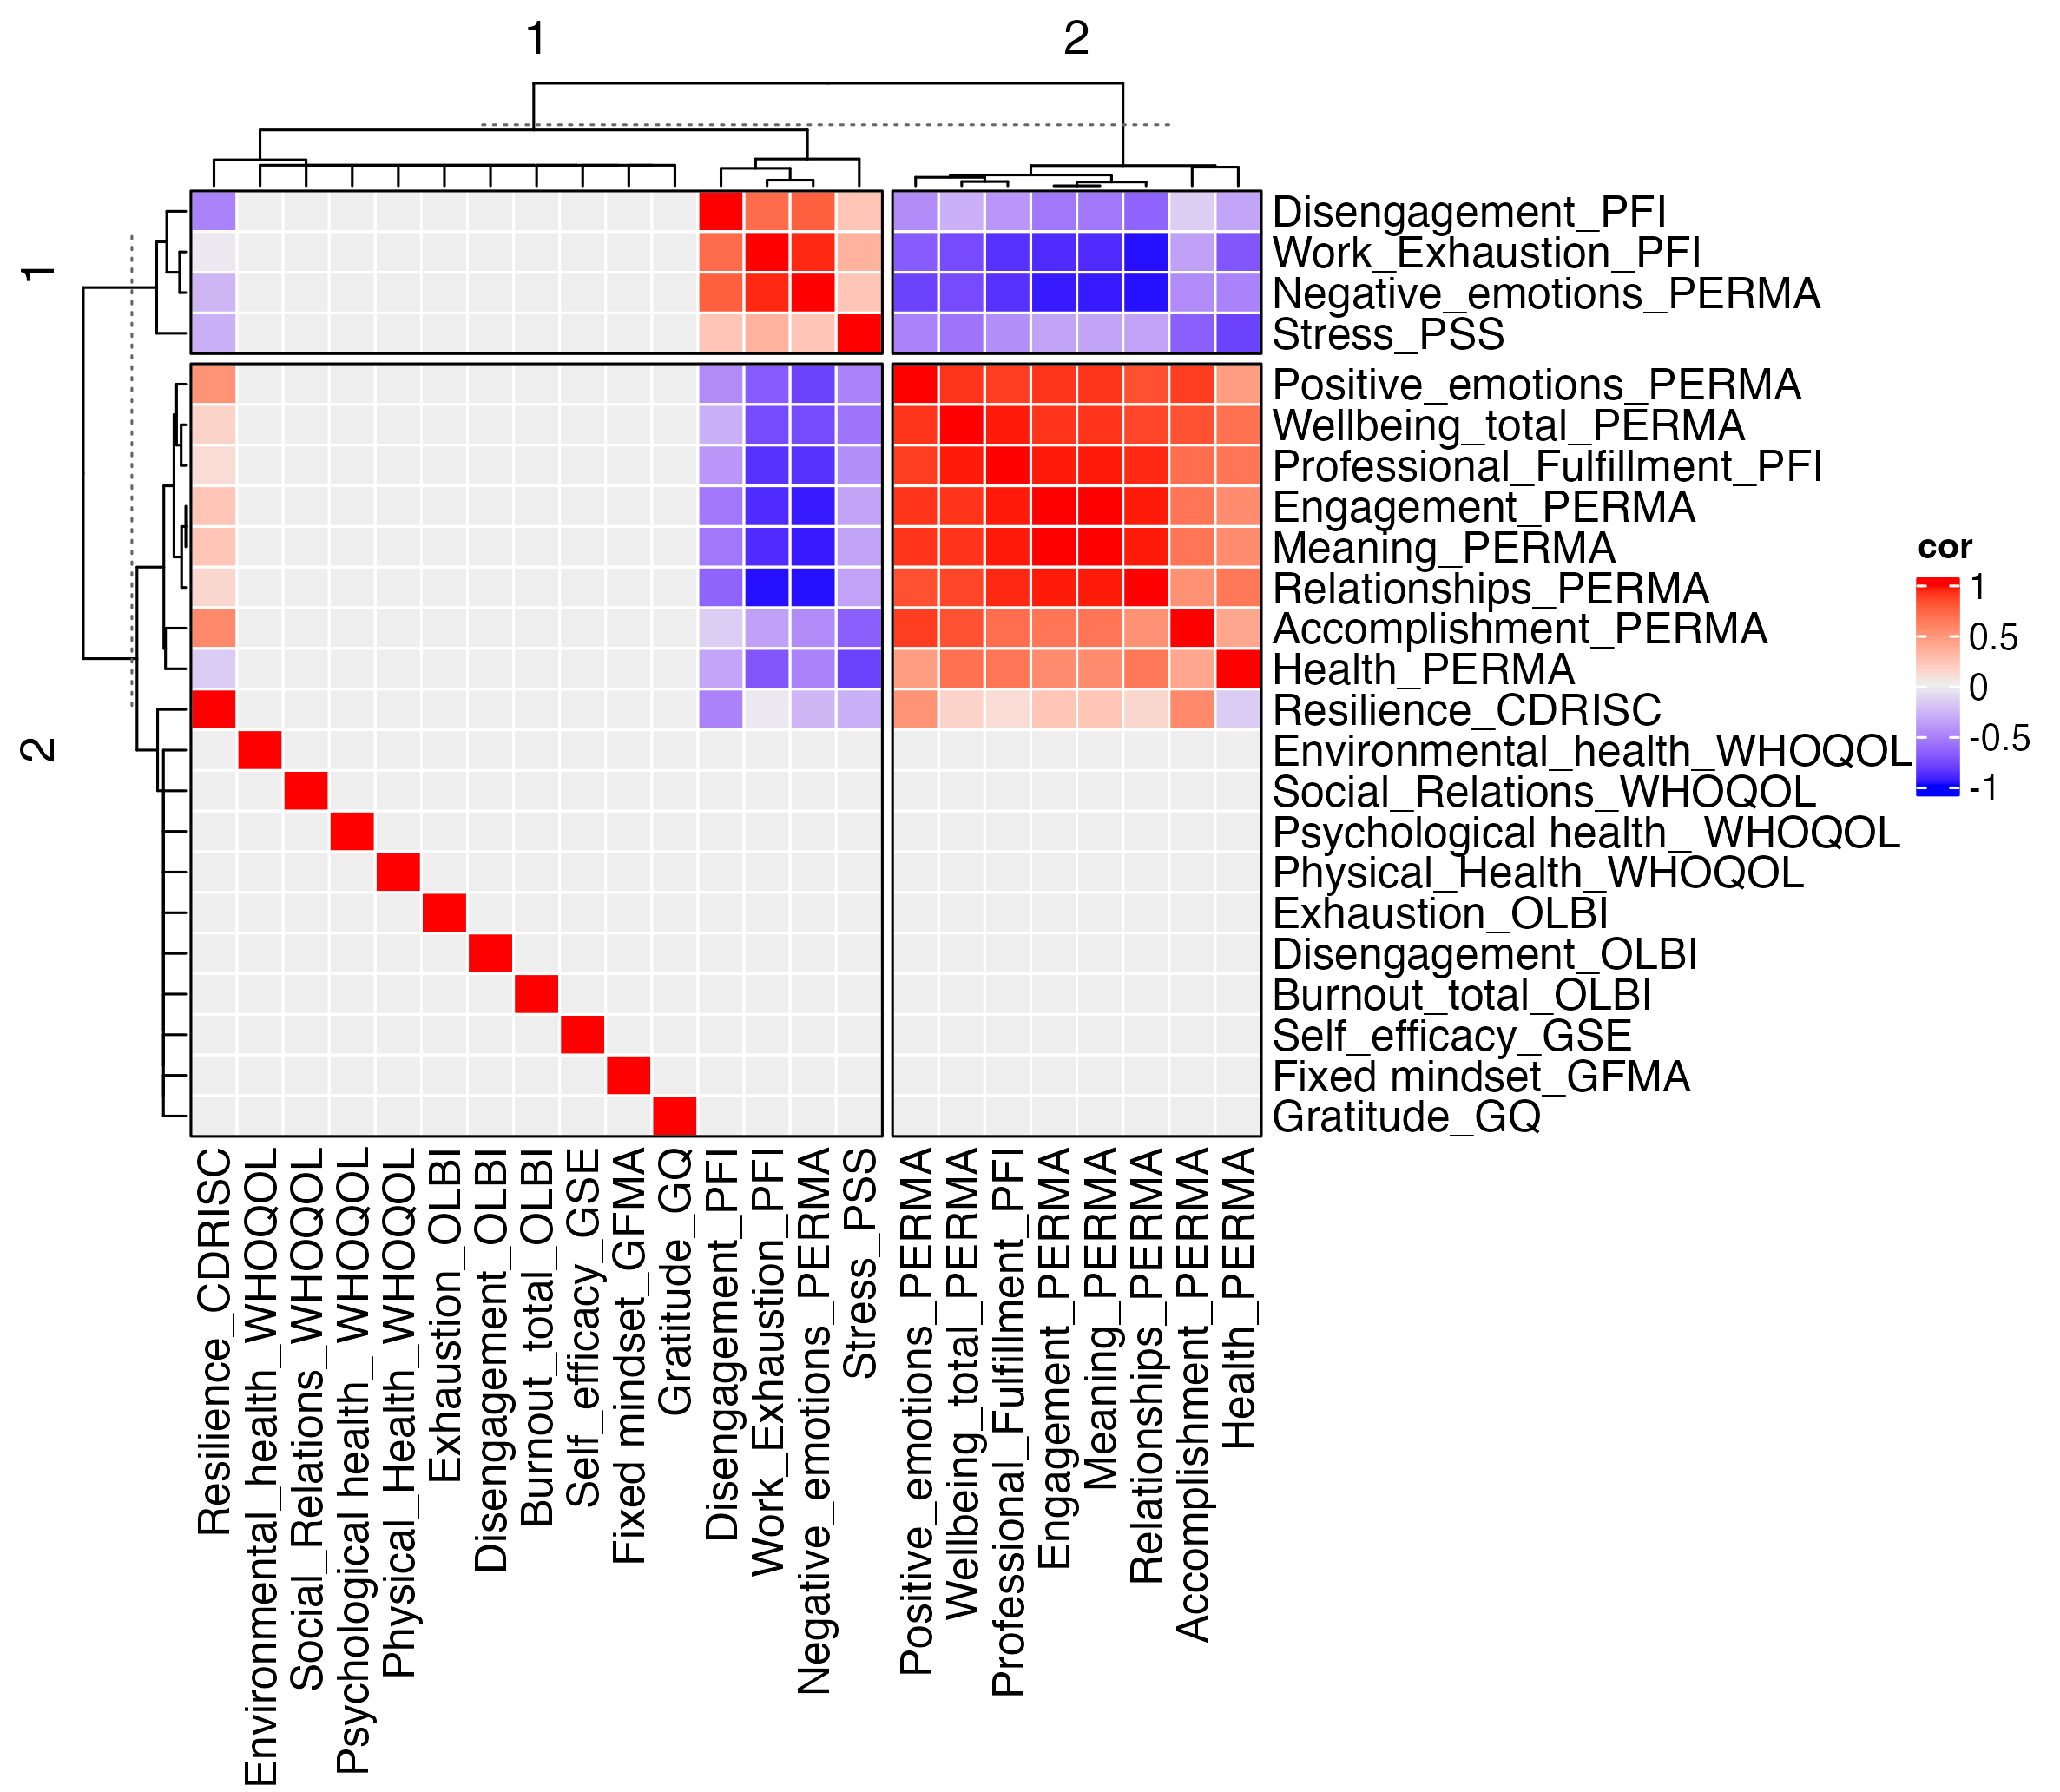 1
2
1
2
Disengagement_PFI
Work_Exhaustion_PFI
Negative_emotions_PERMA
Stress_PSS
Positive_emotions_PERMA
Wellbeing_total_PERMA
Professional_Fulfillment_PFI
Engagement_PERMA
Meaning_PERMA
Relationships_PERMA
Accomplishment_PERMA
Health_PERMA
Resilience_CDRISC
Environmental_health_WHOQOL
Social_Relations_WHOQOL
Psychological health_ WHOQOL
Physical_Health_WHOQOL
Exhaustion_OLBI
Disengagement_OLBI
Burnout_total_OLBI
Self_efficacy_GSE
Fixed mindset_GFMA
Gratitude_GQ
cor
1
0.5
0
-0.5
-1
Resilience_CDRISC
Environmental_health_WHOQOL
Social_Relations_WHOQOL
Psychological health_ WHOQOL
Physical_Health_WHOQOL
Exhaustion_OLBI
Disengagement_OLBI
Burnout_total_OLBI
Self_efficacy_GSE
Fixed mindset_GFMA
Gratitude_GQ
Disengagement_PFI
Work_Exhaustion_PFI
Negative_emotions_PERMA
Stress_PSS
Positive_emotions_PERMA
Wellbeing_total_PERMA
Professional_Fulfillment_PFI
Engagement_PERMA
Meaning_PERMA
Relationships_PERMA
Accomplishment_PERMA
Health_PERMA